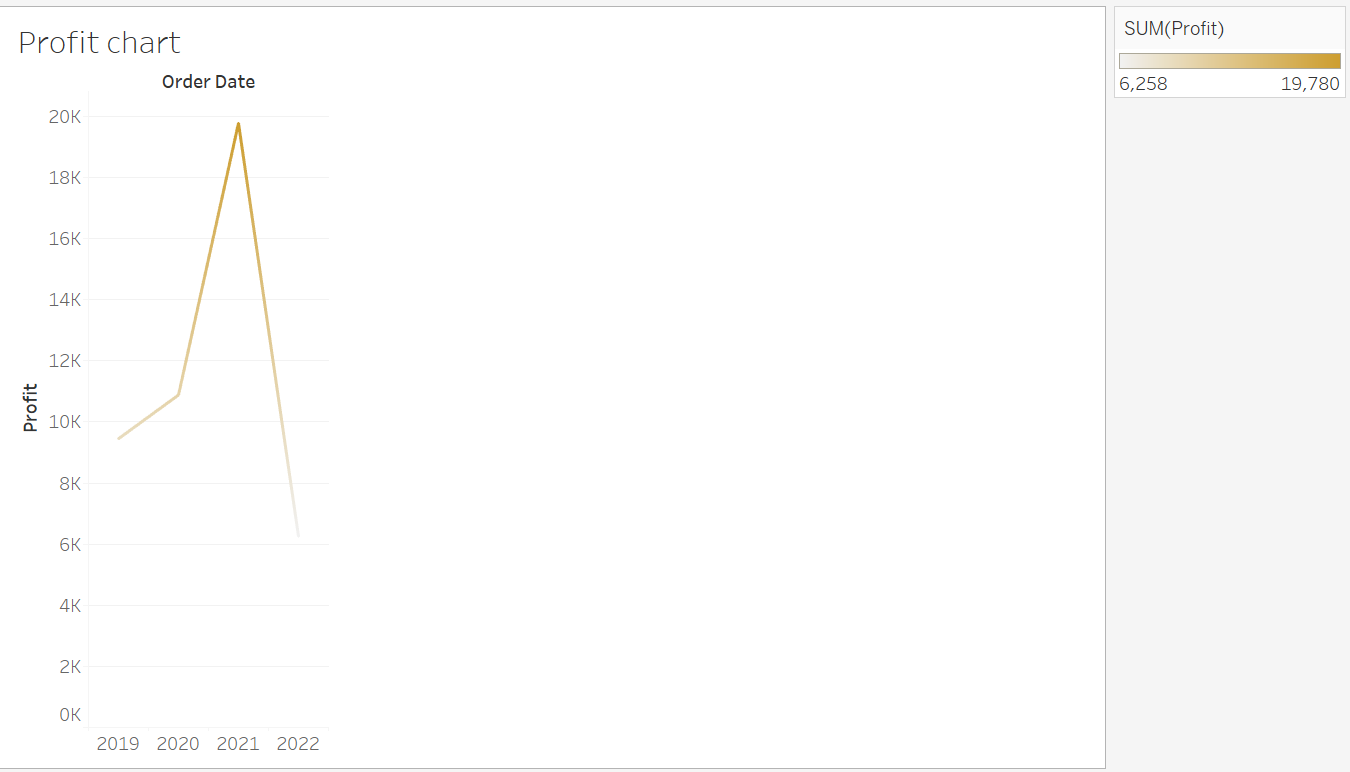 Profit chart
Order Date
20K
18K
16K
14K
12K
10K
8K
6K
4K
2K
0K
Profit
2019 2020 2021 2022
SUM(Profit)
6,258 19,780